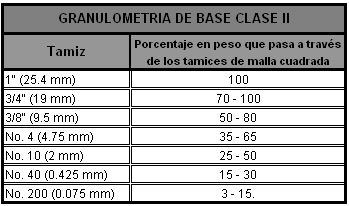 GRANULOMETRIA DE BASE CLASE II
Tamiz
Porcentaje en peso que pasa a través
de los tamices de malla cuadrada
1" (25.4 mm) 100
3/4" (19 mm) 70 - 100
3/8" (9.5 mm) 50 - 80
No. 4 (4.75 mm) 35 - 65
No. 10 (2 mm) 25 - 50
No. 40 (0.425 mm) 15 - 30
No. 200 (0.075 mm) 3 - 15.